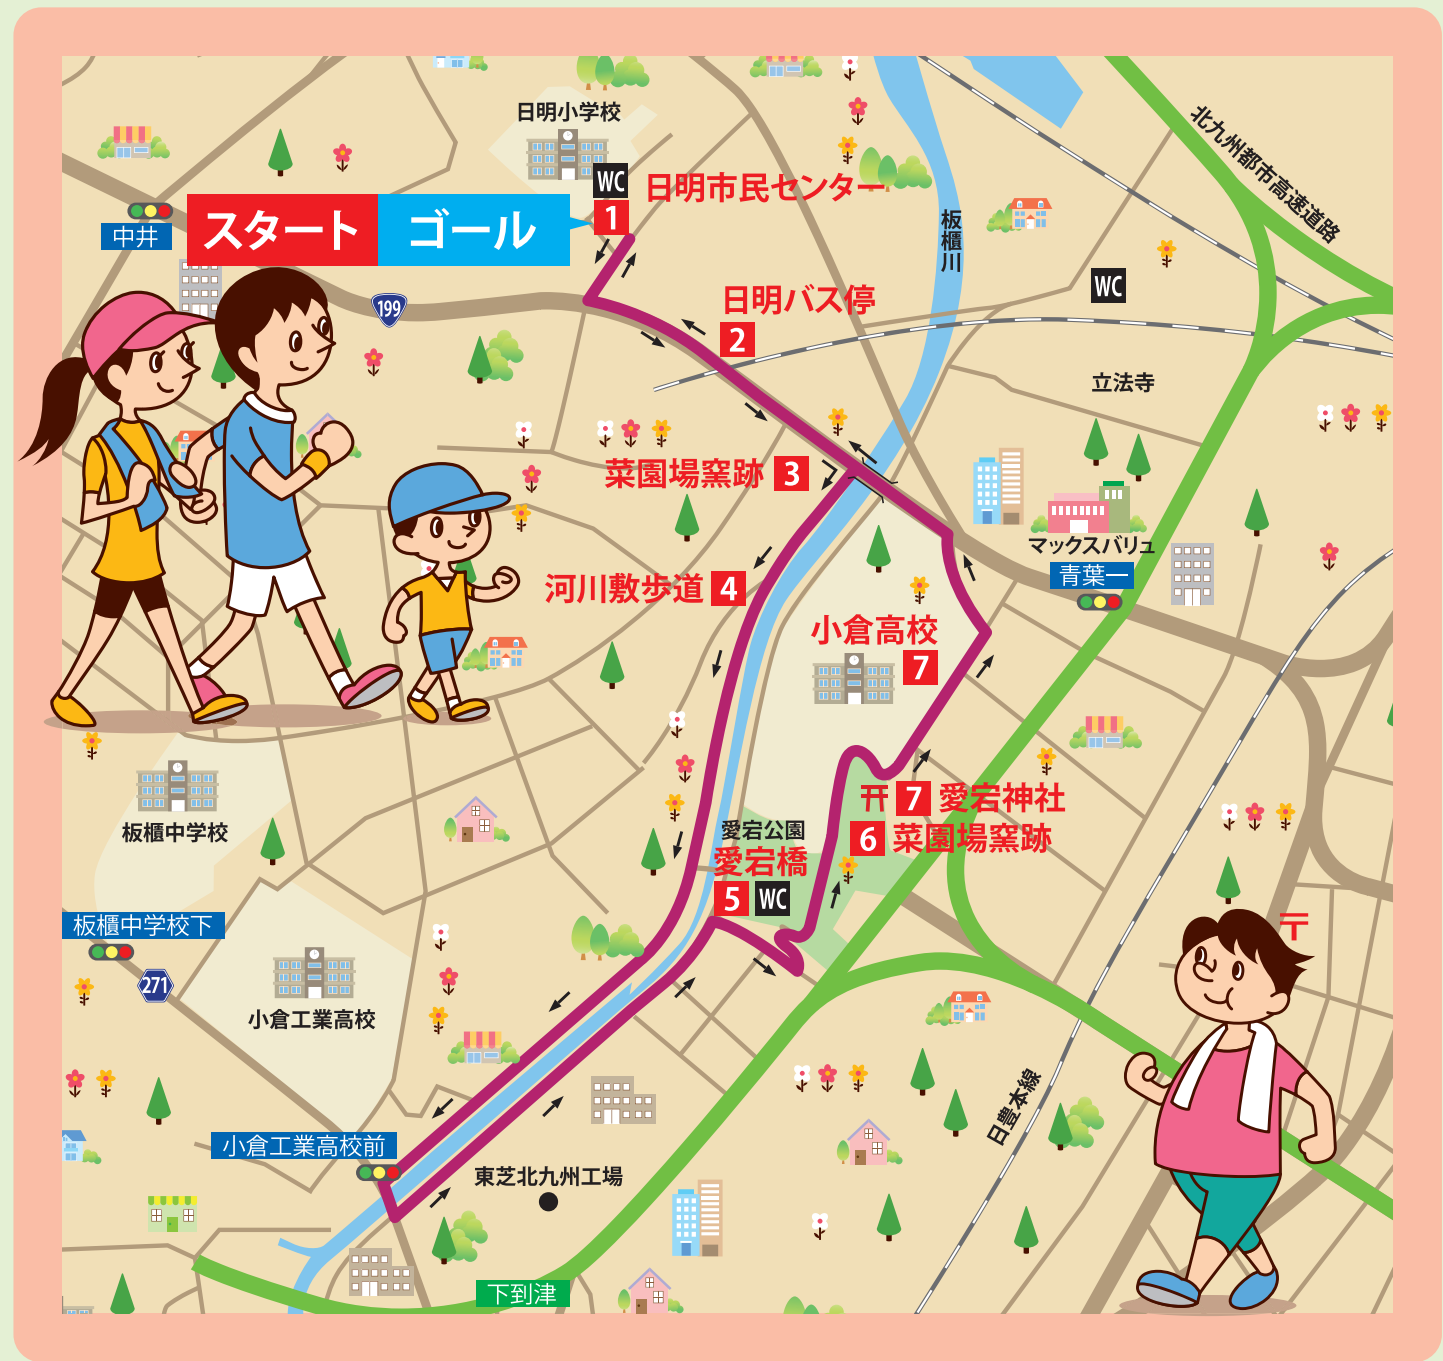 日明小学校
WC
1
日明市民センター
スタート
ゴール
中井
199
北九州都市高速道路
板櫃川
WC
日明バス停
2
立法寺
菜園場窯跡 3
マックスバリュ
青葉一
河川敷歩道 4
小倉高校
7
板櫃中学校
7 愛宕神社
愛宕公園
6 菜園場窯跡
愛宕橋
5 WC
板櫃中学校下
271
小倉工業高校
〒
日豊本線
小倉工業高校前
東芝北九州工場
下到津